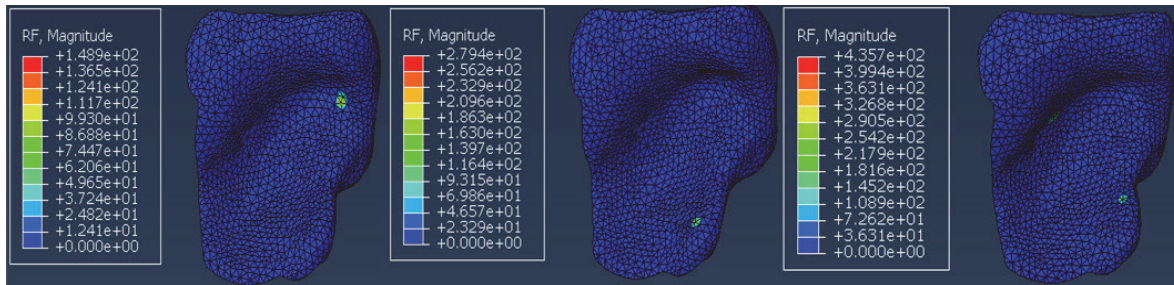 RF, Magnitude
+1.489e+02
+1.365e+02
+1.241e+02
+1.117e+02
+9.930e+01
+8.688e+01
+7.447e+01
+6.206e+01
+4.965e+01
+3.724e+01
+2.482e+01
+1.241e+01
+0.000e+00
RF, Magnitude
+2.794e+02
+2.562e+02
+2.329e+02
+2.096e+02
+1.863e+02
+1.630e+02
+1.397e+02
+1.164e+02
+9.315e+01
+6.986e+01
+4.657e+01
+2.329e+01
+0.000e+00
RF, Magnitude
+4.357e+02
+3.994e+02
+3.631e+02
+3.268e+02
+2.905e+02
+2.542e+02
+2.179e+02
+1.816e+02
+1.452e+02
+1.089e+02
+7.262e+01
+3.631e+01
+0.000e+00